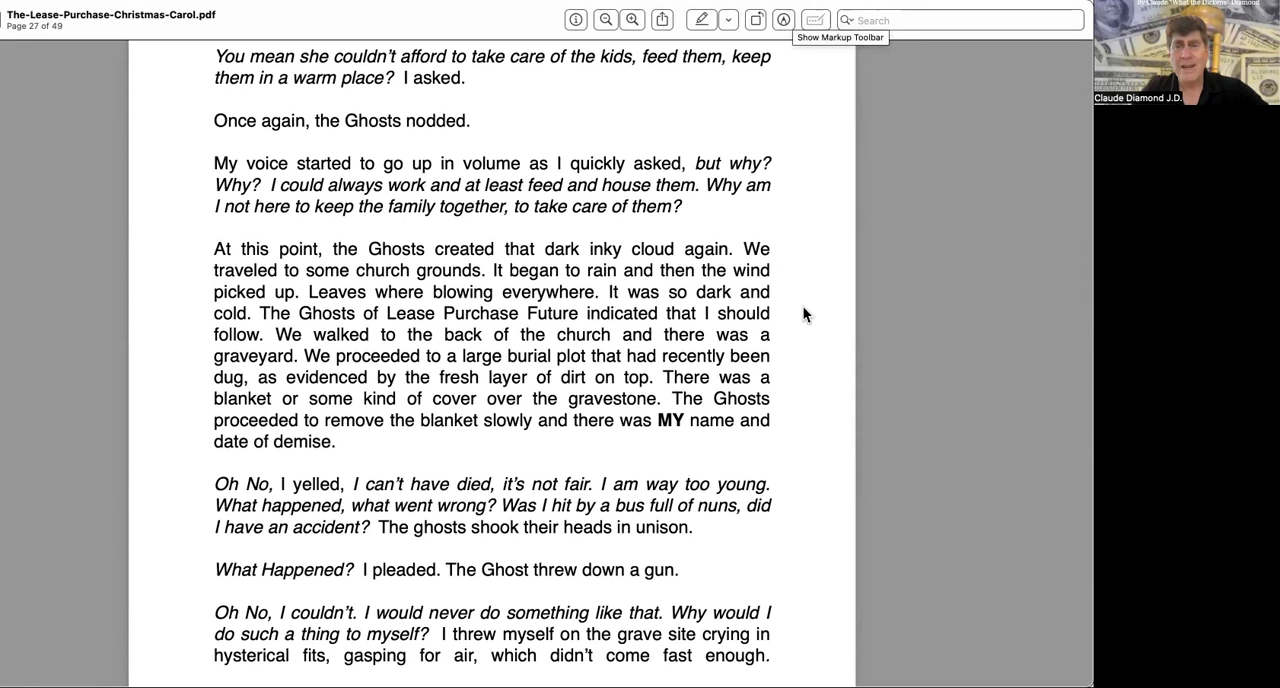 The-Lease-Purchase-Christmas-Carol.pdf
Page 27 of 49
Search
Show Markup Toolbar
By Claude "What the Dickens" Diamond
Claude Diamond J.D.
You mean she couldn't afford to take care of the kids, feed them, keep
them in a warm place? I asked.
Once again, the Ghosts nodded.
My voice started to go up in volume as I quickly asked, but why?
Why? I could always work and at least feed and house them. Why am
I not here to keep the family together, to take care of them?
At this point, the Ghosts created that dark inky cloud again. We
traveled to some church grounds. It began to rain and then the wind
picked up. Leaves where blowing everywhere. It was so dark and
cold. The Ghosts of Lease Purchase Future indicated that I should
follow. We walked to the back of the church and there was a
graveyard. We proceeded to a large burial plot that had recently been
dug, as evidenced by the fresh layer of dirt on top. There was a
blanket or some kind of cover over the gravestone. The Ghosts
proceeded to remove the blanket slowly and there was MY name and
date of demise.
Oh No, I yelled, I can't have died, it's not fair. I am way too young.
What happened, what went wrong? Was I hit by a bus full of nuns, did
I have an accident? The ghosts shook their heads in unison.
What Happened? I pleaded. The Ghost threw down a gun.
Oh No, I couldn't. I would never do something like that. Why would I
do such a thing to myself? I threw myself on the grave site crying in
hysterical fits, gasping for air, which didn't come fast enough.